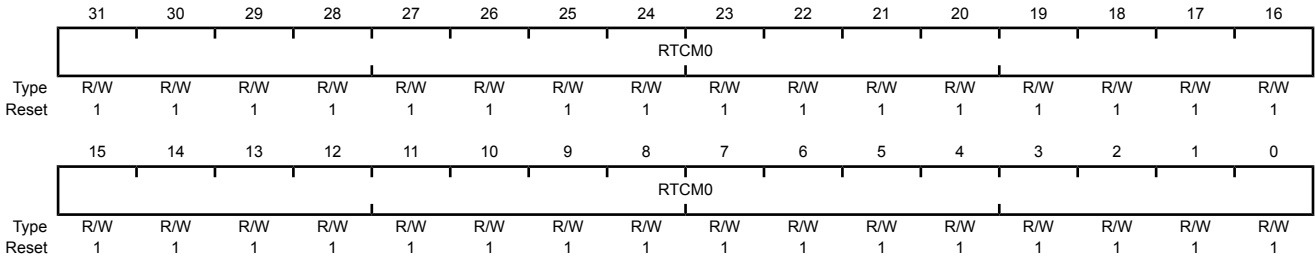 31 30 29 28 27 26 25 24 23 22 21 20 19 18 17 16
RTCM0
Type R/W R/W R/W R/W R/W R/W R/W R/W R/W R/W R/W R/W R/W R/W R/W R/W
Reset 1 1 1 1 1 1 1 1 1 1 1 1 1 1 1 1
15 14 13 12 11 10 9 8 7 6 5 4 3 2 1 0
RTCM0
Type R/W R/W R/W R/W R/W R/W R/W R/W R/W R/W R/W R/W R/W R/W R/W R/W
Reset 1 1 1 1 1 1 1 1 1 1 1 1 1 1 1 1